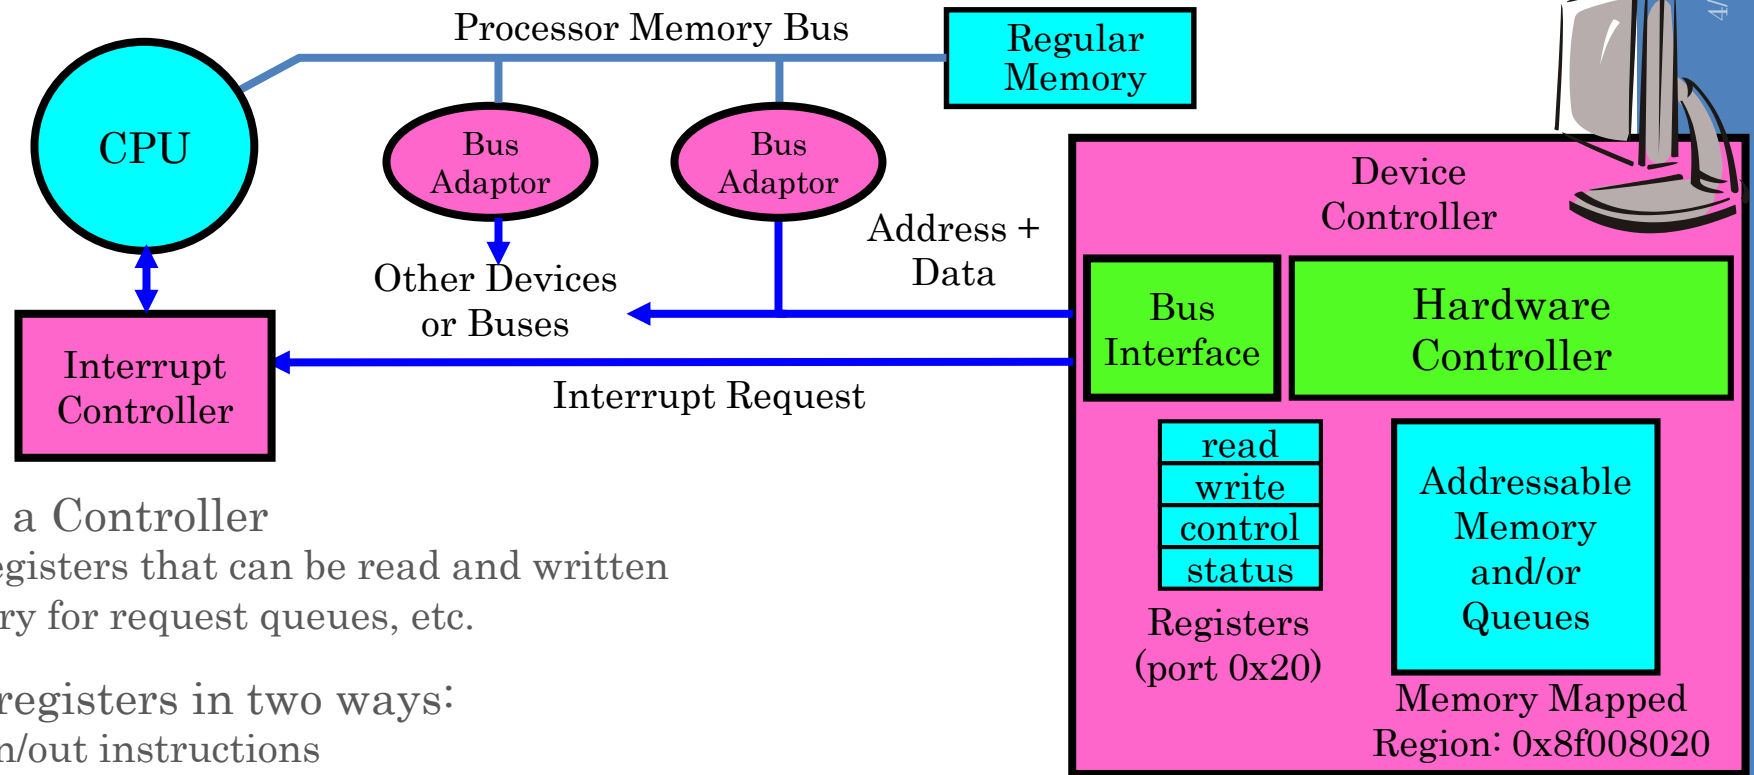 Processor Memory Bus
Regular
Memory
4/
CPU
Bus
Adaptor
Bus
Adaptor
Device
Controller
Address +
Data
Other Devices
or Buses
Bus
Interface
Hardware
Controller
Interrupt
Controller
Interrupt Request
read
write
control
status
Registers
(port 0x20)
Addressable
Memory
and/or
Queues
Memory Mapped
Region: 0x8f008020
a Controller
egisters that can be read and written
ry for request queues, etc.
registers in two ways:
n/out instructions